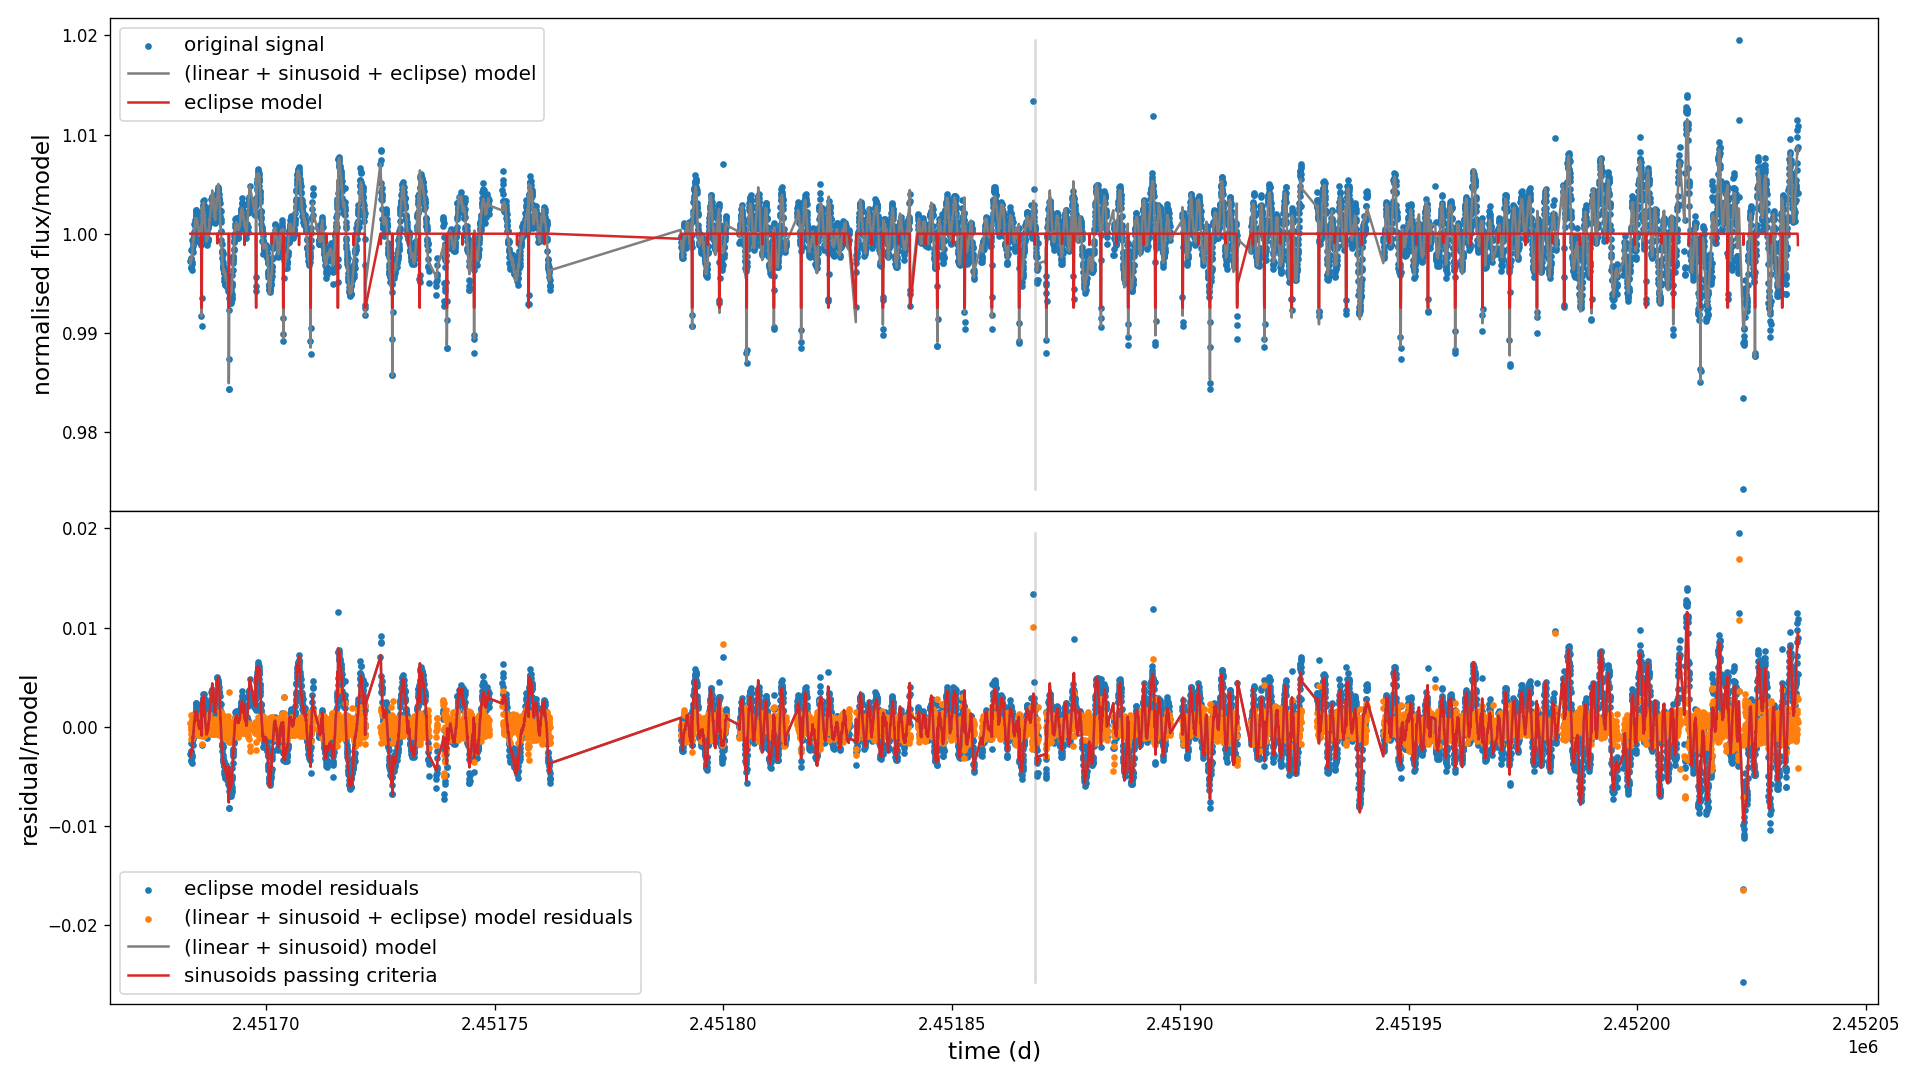 1.02
1.01
1.00
0.99
0.98
normalised flux/model
original signal
(linear + sinusoid + eclipse) model
eclipse model
0.02
0.01
0.00
−0.01
−0.02
residual/model
eclipse model residuals
(linear + sinusoid + eclipse) model residuals
(linear + sinusoid) model
sinusoids passing criteria
2.45170
2.45175
2.45180
2.45185
2.45190
2.45195
2.45200
2.45205
1e6
time (d)